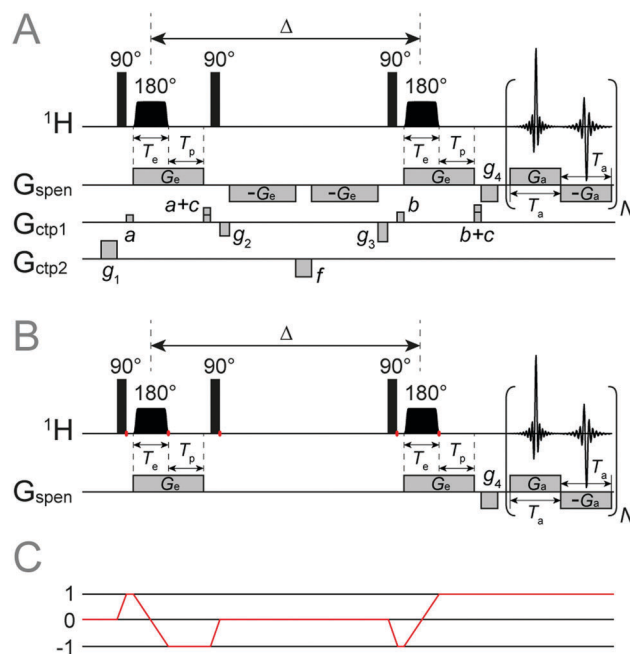 A
Δ
90° 90° 90°
180° 180°
¹H
Tₑ Tₚ Tₑ Tₚ g₄ Tₐ
Gspen Gₑ -Gₑ -Gₑ Gₑ Gₐ -Gₐ
Tₐ N
a+c b
Gctp1
a g₂ g₃ b+c
Gctp2
g₁ f
B
Δ
90° 90° 90°
180° 180°
¹H
Tₑ Tₚ Tₑ Tₚ g₄ Tₐ
Gspen Gₑ Gₑ Gₐ -Gₐ
Tₐ N
C
1
0
-1